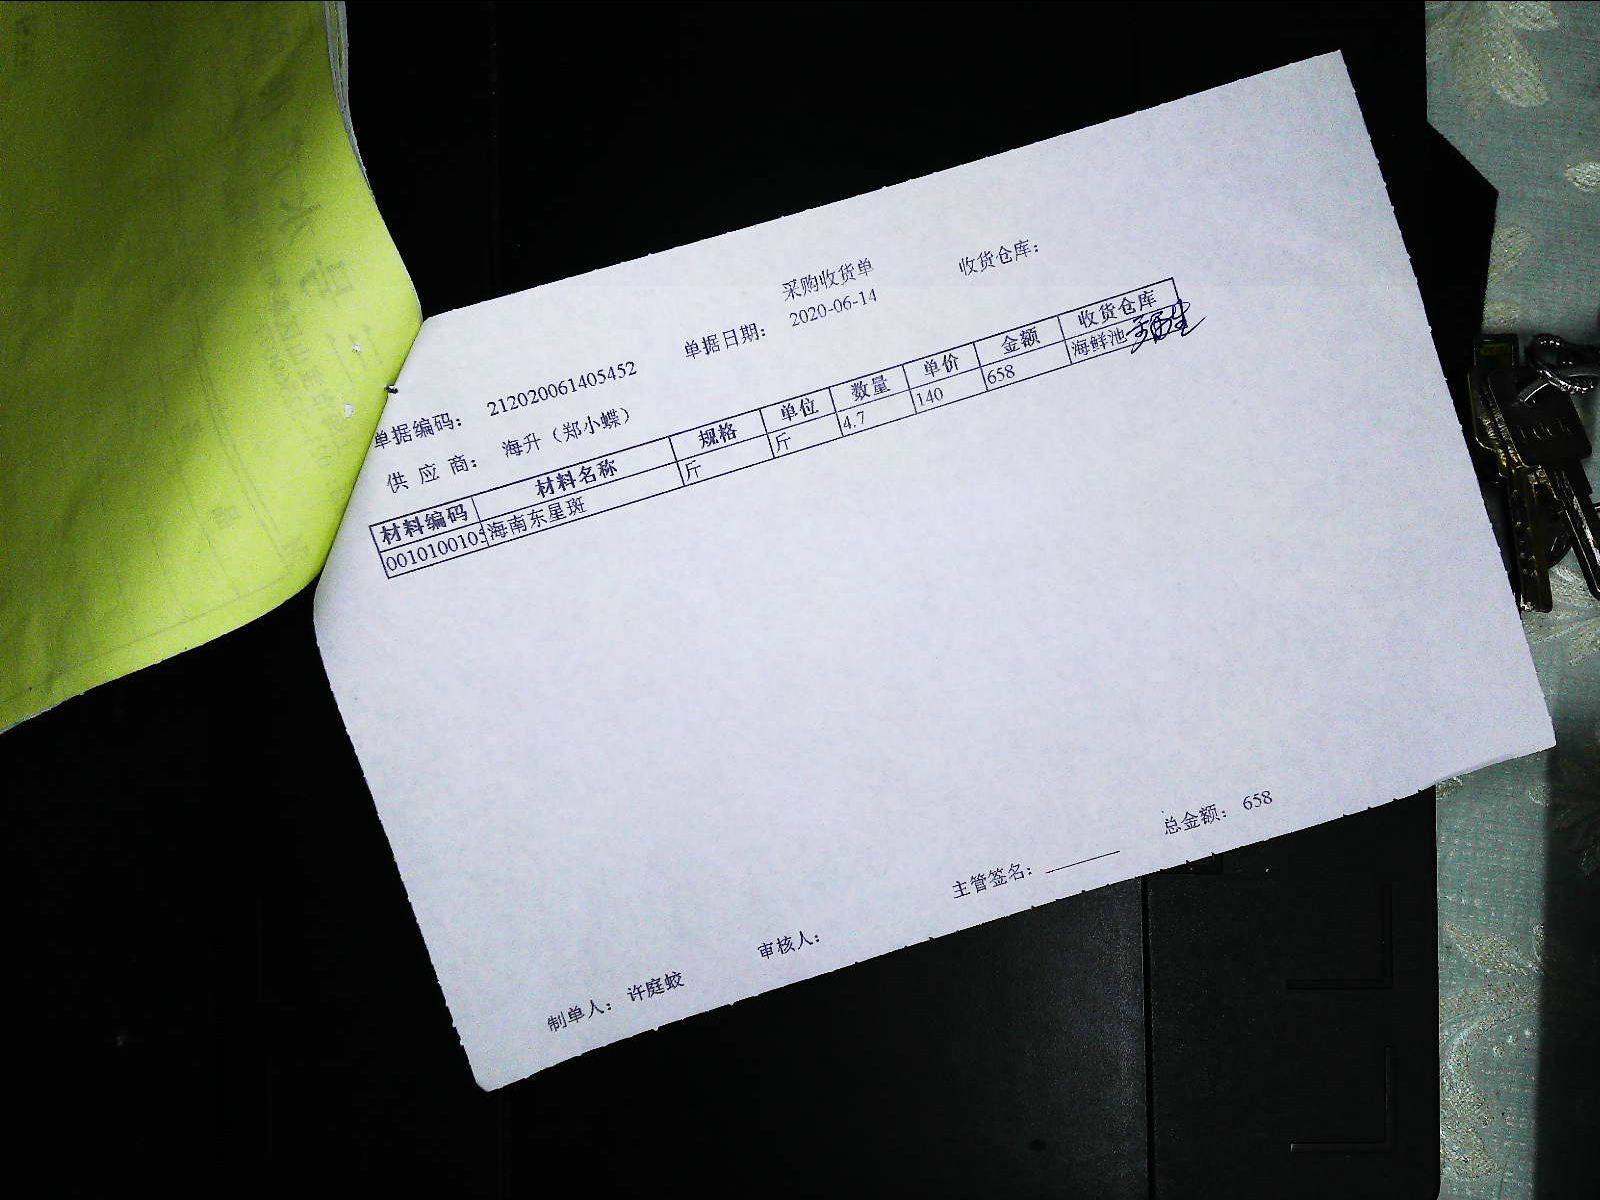 采购收货单
收货仓库：
单据编码： 212020061405452 单据日期： 2020-06-14
供 应 商： 海升（郑小蝶）
材料编码 材料名称 规格 单位 数量 单价 金额 收货仓库
0010100105 海南东星斑 斤 斤 4.7 140 658 海鲜池
总金额： 658
制单人： 许庭蛟 审核人： 主管签名：